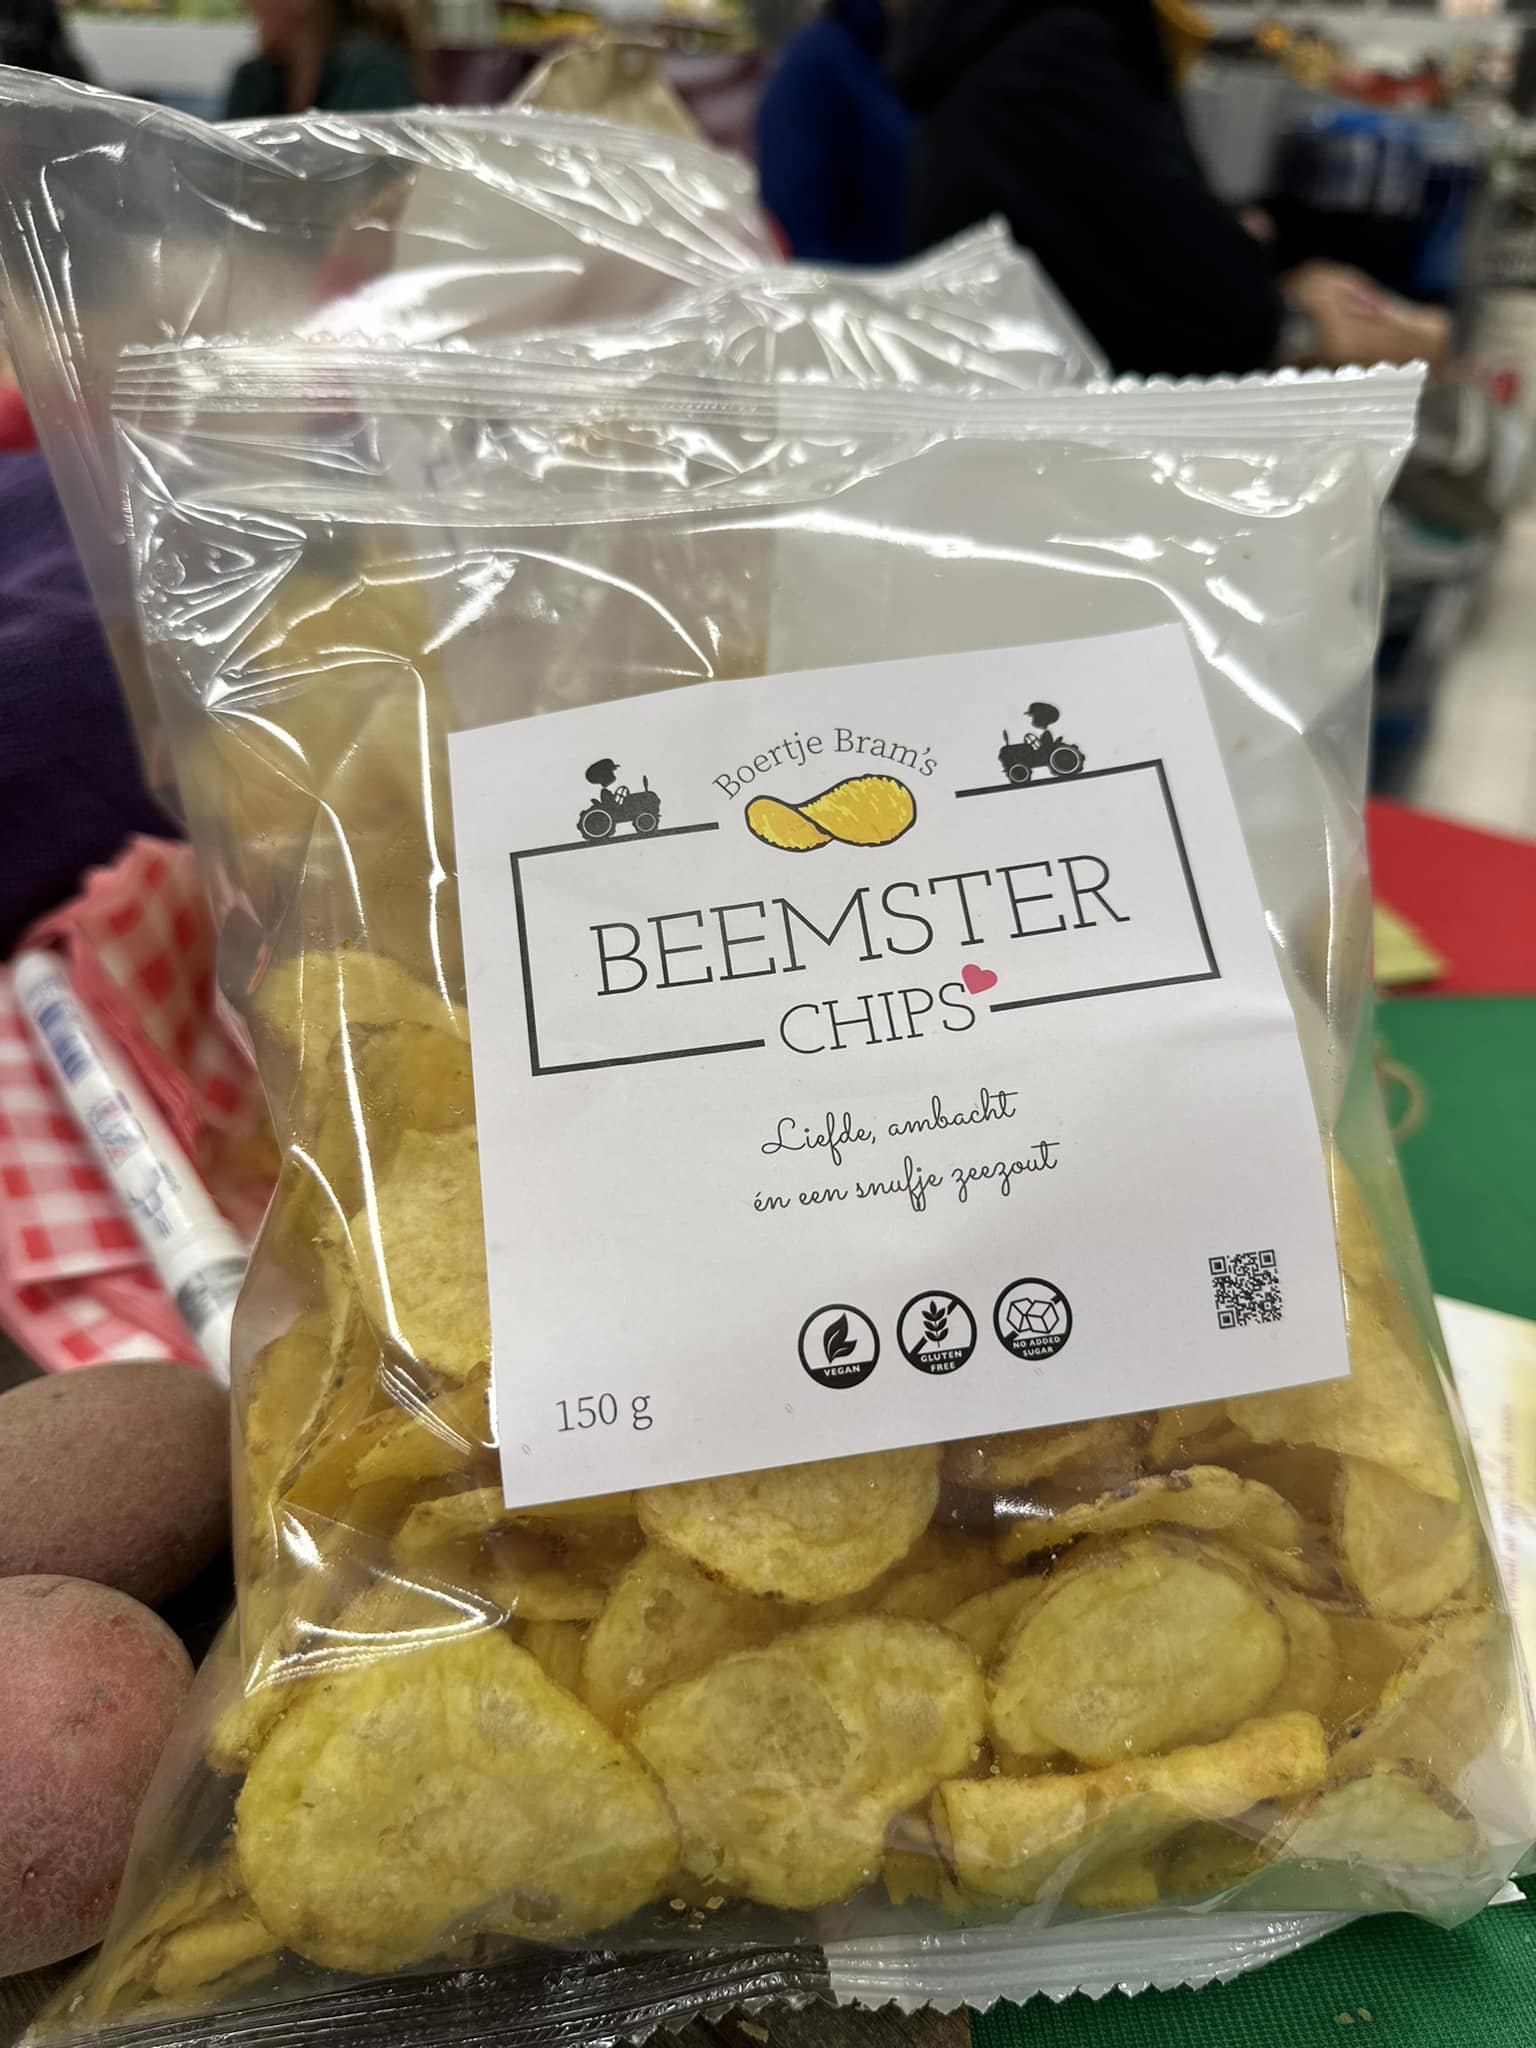 Boertje Bram's
BEEMSTER
CHIPS
Liefde, ambacht
én een snufje zeezout
VEGAN
GLUTEN
FREE
NO ADDED
SUGAR
150 g